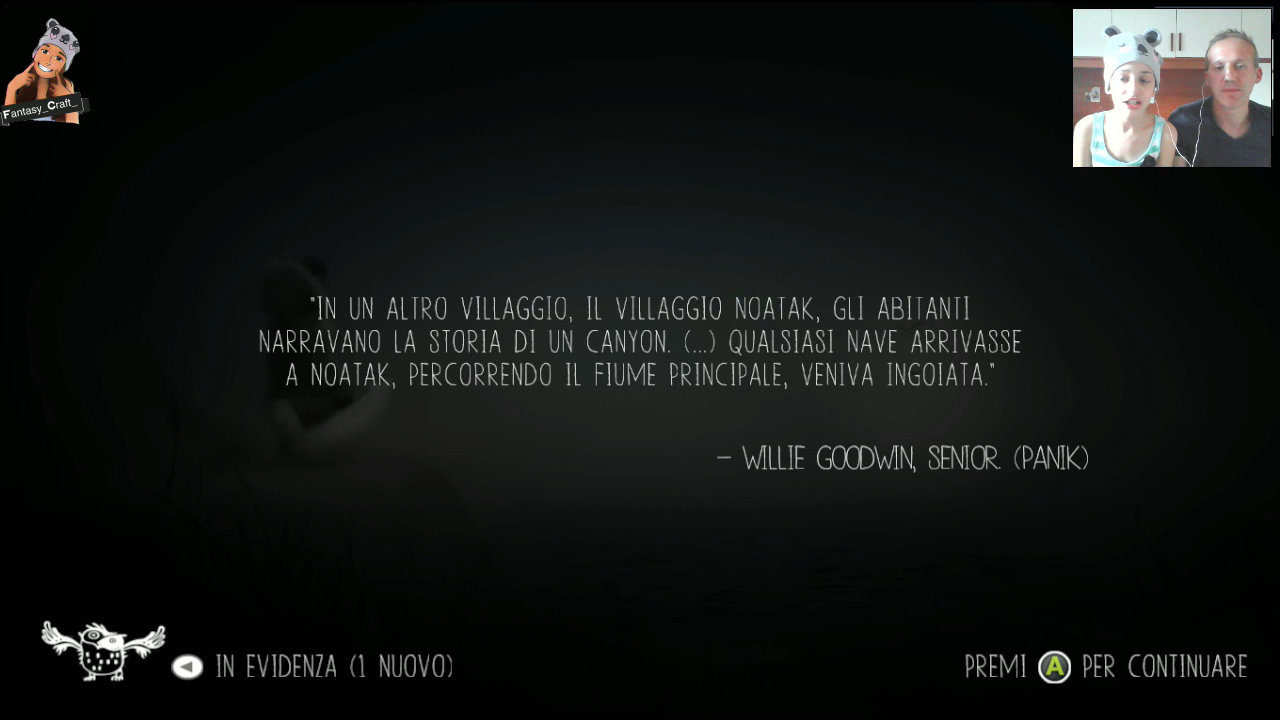 Fantasy_Craft_
"IN UN ALTRO VILLAGGIO, IL VILLAGGIO NOATAK, GLI ABITANTI
NARRAVANO LA STORIA DI UN CANYON. (...) QUALSIASI NAVE ARRIVASSE
A NOATAK, PERCORRENDO IL FIUME PRINCIPALE, VENIVA INGOIATA."
– WILLIE GOODWIN, SENIOR. (PANIK)
IN EVIDENZA (1 NUOVO)
PREMI A PER CONTINUARE